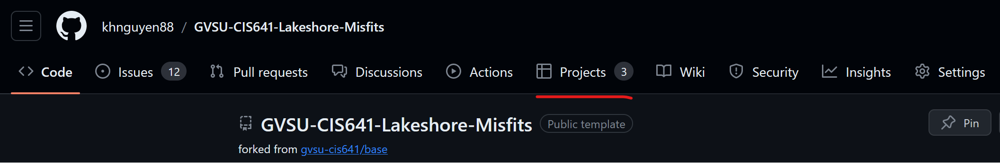 khnguyen88 / GVSU-CIS641-Lakeshore-Misfits
Code Issues 12 Pull requests Discussions Actions Projects 3 Wiki Security Insights Settings
GVSU-CIS641-Lakeshore-Misfits Public template Pin
forked from gvsu-cis641/base